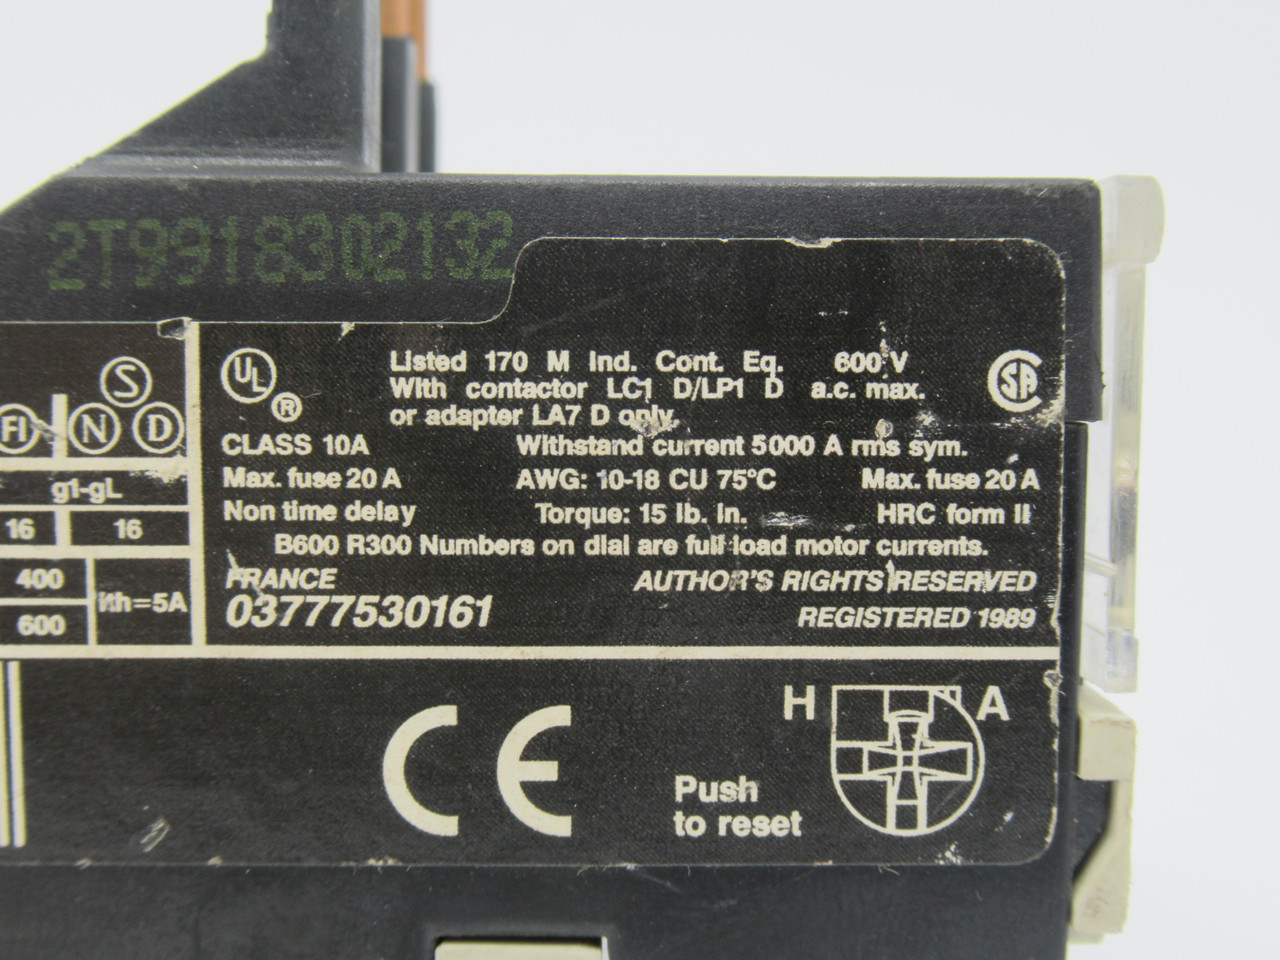 2T9918302132
UL
R
Listed 170 M Ind. Cont. Eq. 600 V
With contactor LC1 D/LP1 D a.c. max.
or adapter LA7 D only.
SA
S
FI N D
CLASS 10A Withstand current 5000 A rms sym.
Max. fuse 20 A AWG: 10-18 CU 75°C Max. fuse 20 A
g1-gL
Non time delay Torque: 15 lb. in. HRC form II
16 16
B600 R300 Numbers on dial are full load motor currents.
400
FRANCE AUTHOR'S RIGHTS RESERVED
ith=5A
03777530161 REGISTERED 1989
600
H A
CE
Push
to reset